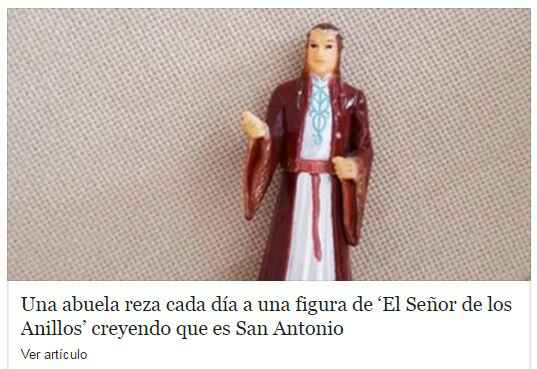 Una abuela reza cada día a una figura de ‘El Señor de los
Anillos’ creyendo que es San Antonio
Ver artículo